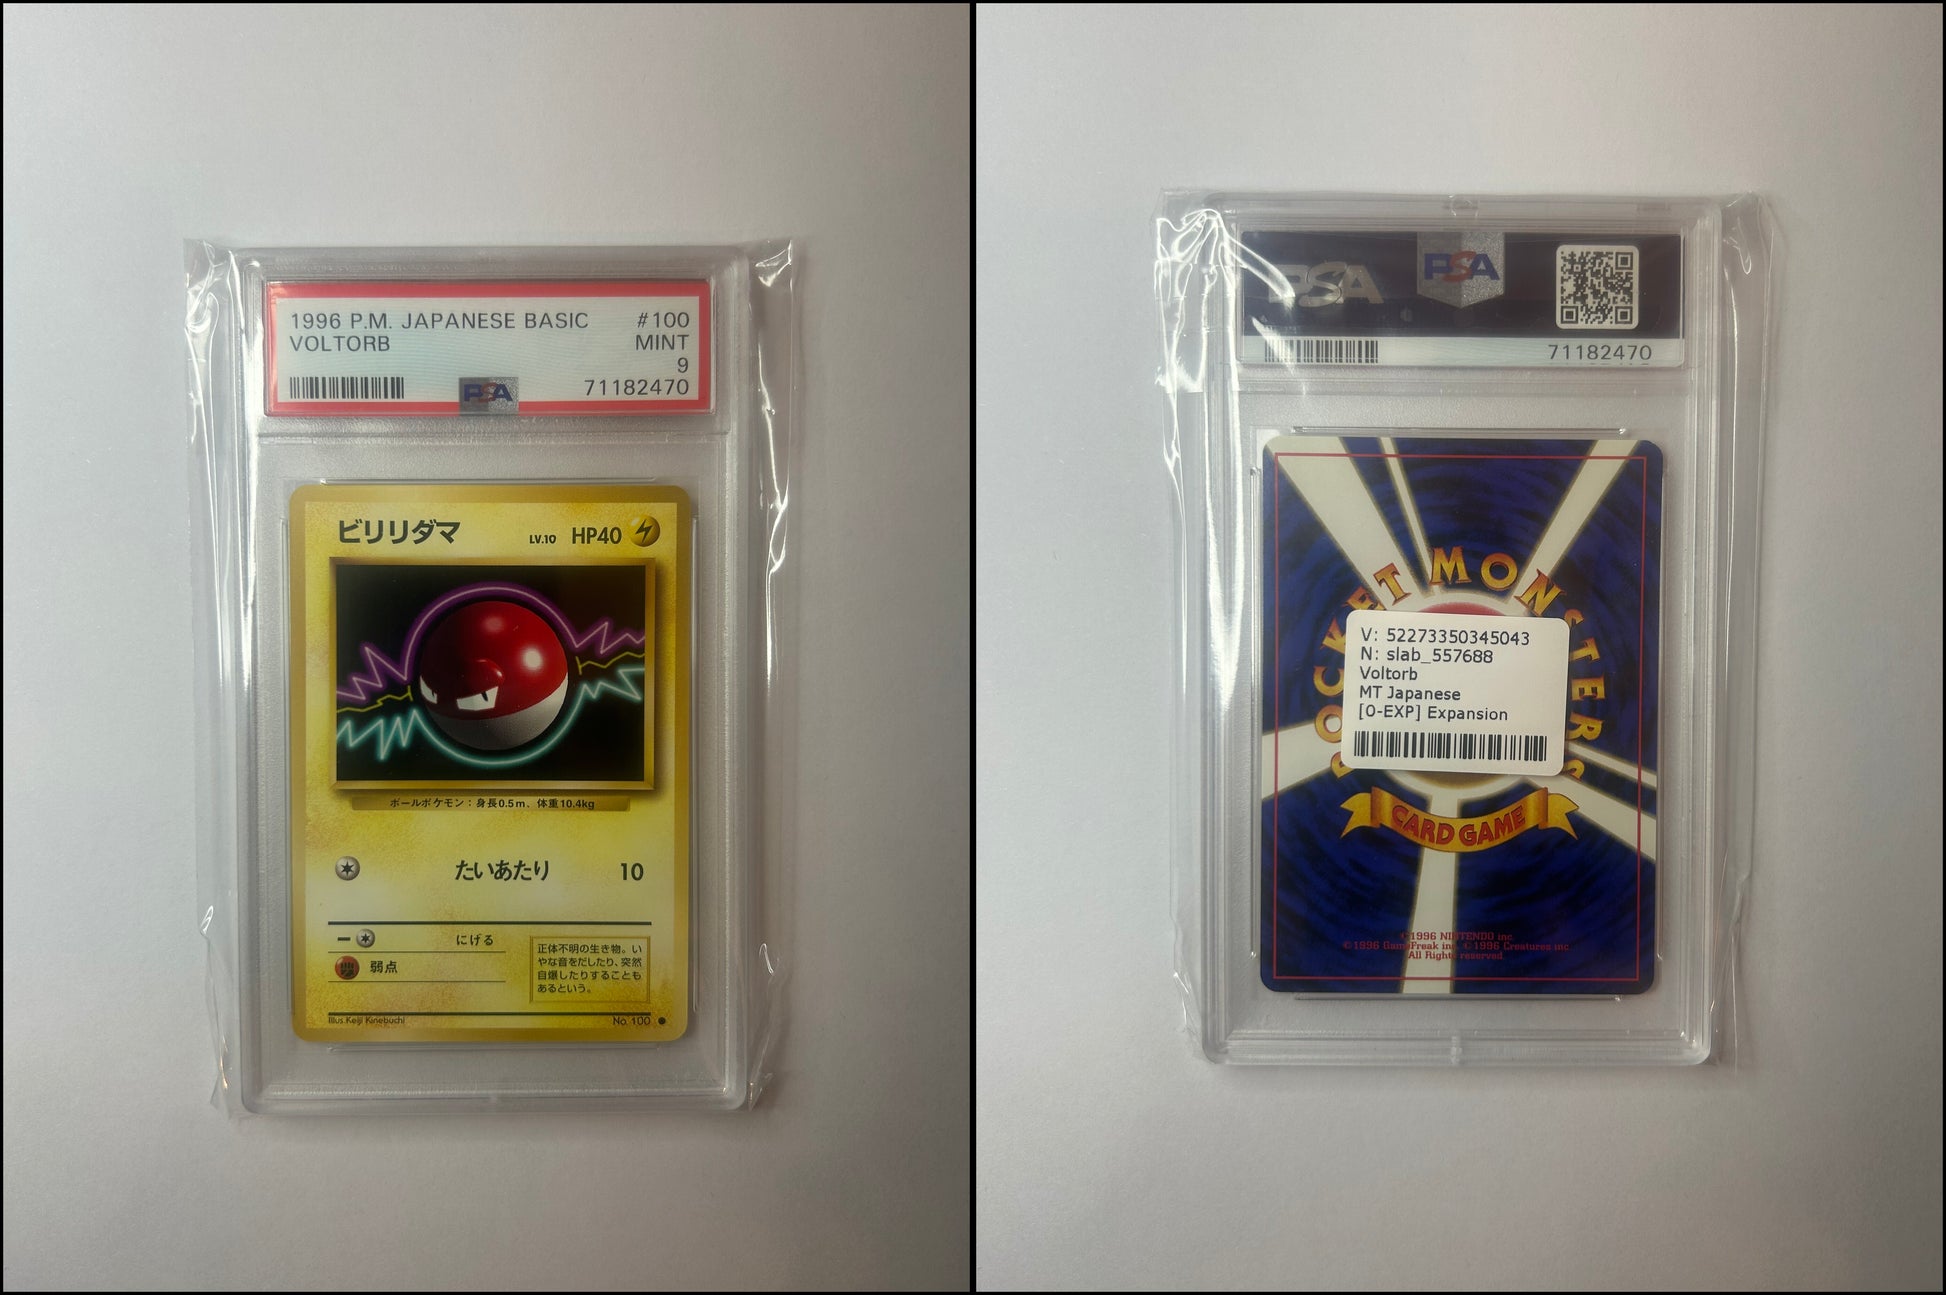 1996 P.M. JAPANESE BASIC #100
VOLTORB MINT
9
PSA 71182470
ビリリダマ LV.10 HP40
ボールポケモン：身長0.5m、体重10.4kg
たいあたり 10
にげる
弱点
正体不明の生き物。い
やな音をだしたり、突然
自爆したりすることも
あるという。
Illus. Keiji Kinebuchi No. 100
PSA PSA
71182470
POCKET MONSTERS
V: 52273350345043
N: slab_557688
Voltorb
MT Japanese
[O-EXP] Expansion
CARD GAME
©1996 NINTENDO inc.
©1996 GameFreak inc. ©1996 Creatures inc.
All Rights reserved.